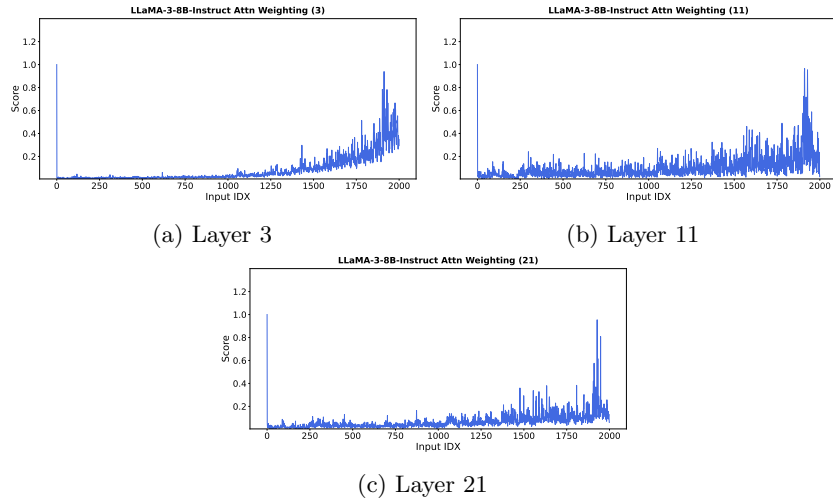 LLaMA-3-8B-Instruct Attn Weighting (3)
1.2
1.0
0.8
0.6
0.4
0.2
Score
0 250 500 750 1000 1250 1500 1750 2000
Input IDX
(a) Layer 3
LLaMA-3-8B-Instruct Attn Weighting (11)
1.2
1.0
0.8
0.6
0.4
0.2
Score
0 250 500 750 1000 1250 1500 1750 2000
Input IDX
(b) Layer 11
LLaMA-3-8B-Instruct Attn Weighting (21)
1.2
1.0
0.8
0.6
0.4
0.2
Score
0 250 500 750 1000 1250 1500 1750 2000
Input IDX
(c) Layer 21